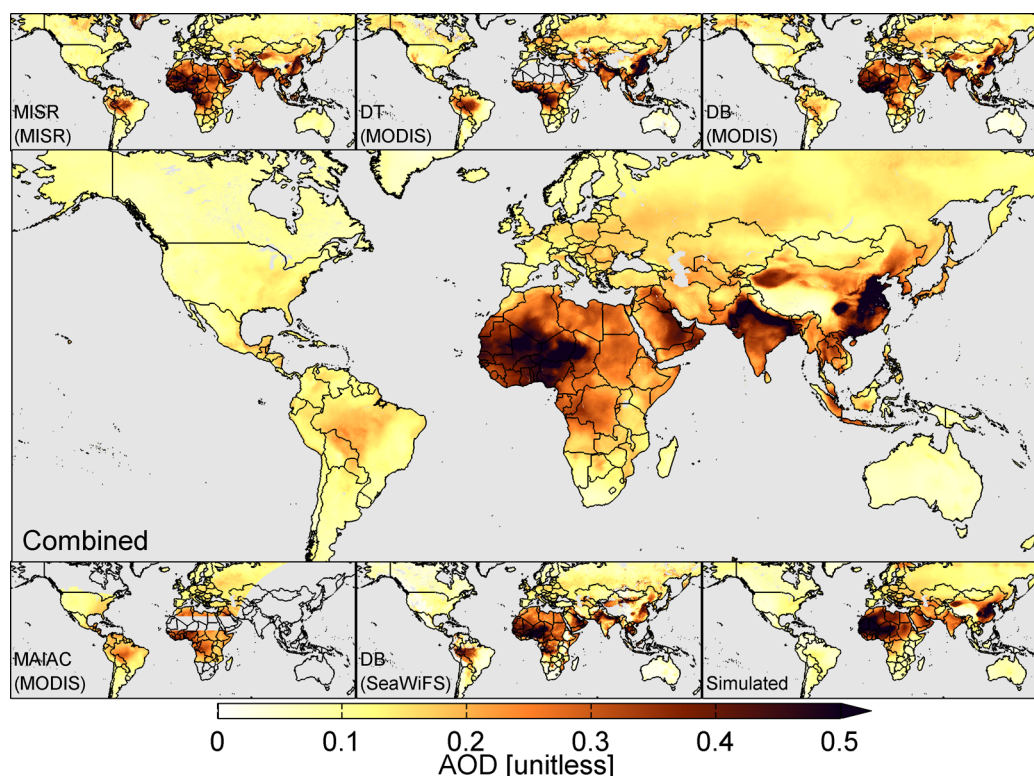 MISR
(MISR)
DT
(MODIS)
DB
(MODIS)
Combined
MAIAC
(MODIS)
DB
(SeaWiFS)
Simulated
0 0.1 0.2 0.3 0.4 0.5
AOD [unitless]